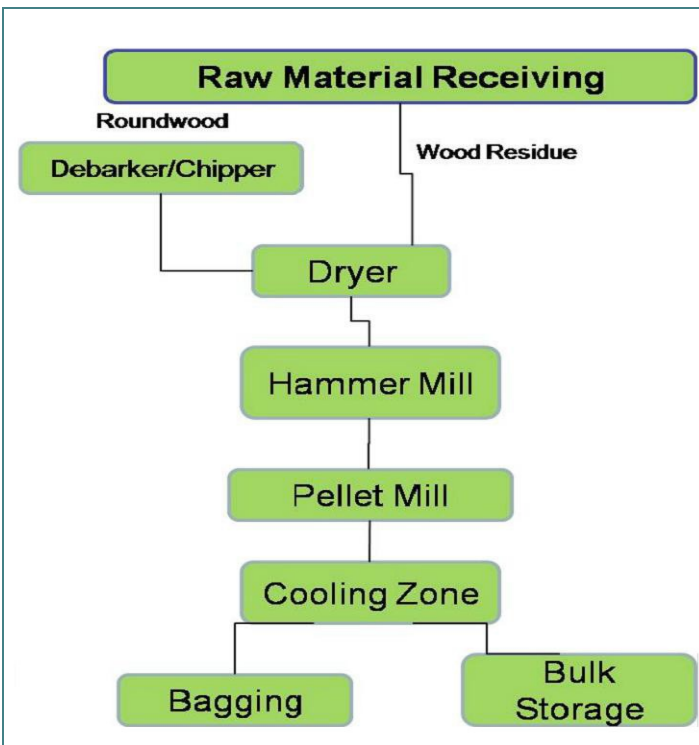 Raw Material Receiving
Roundwood
Wood Residue
Debarker/Chipper
Dryer
Hammer Mill
Pellet Mill
Cooling Zone
Bagging
Bulk
Storage